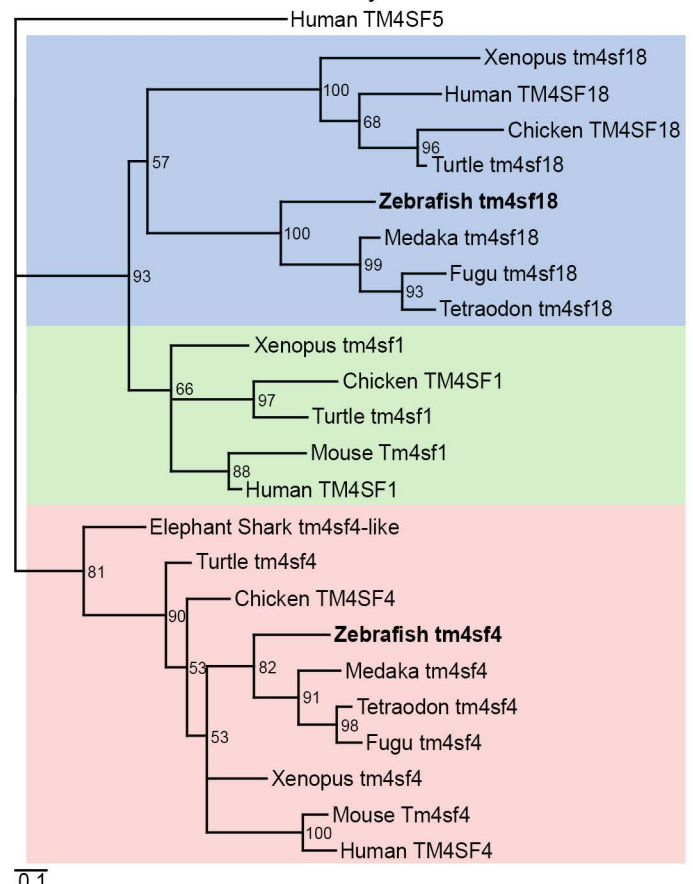 Human TM4SF5
Xenopus tm4sf18
100
Human TM4SF18
68
Chicken TM4SF18
96
Turtle tm4sf18
57
Zebrafish tm4sf18
100
Medaka tm4sf18
99
Fugu tm4sf18
93
93
Tetraodon tm4sf18
Xenopus tm4sf1
66
Chicken TM4SF1
97
Turtle tm4sf1
Mouse Tm4sf1
88
Human TM4SF1
Elephant Shark tm4sf4-like
81
Turtle tm4sf4
90
Chicken TM4SF4
Zebrafish tm4sf4
53
82
Medaka tm4sf4
91
Tetraodon tm4sf4
98
53
Fugu tm4sf4
Xenopus tm4sf4
Mouse Tm4sf4
100
Human TM4SF4
0.1